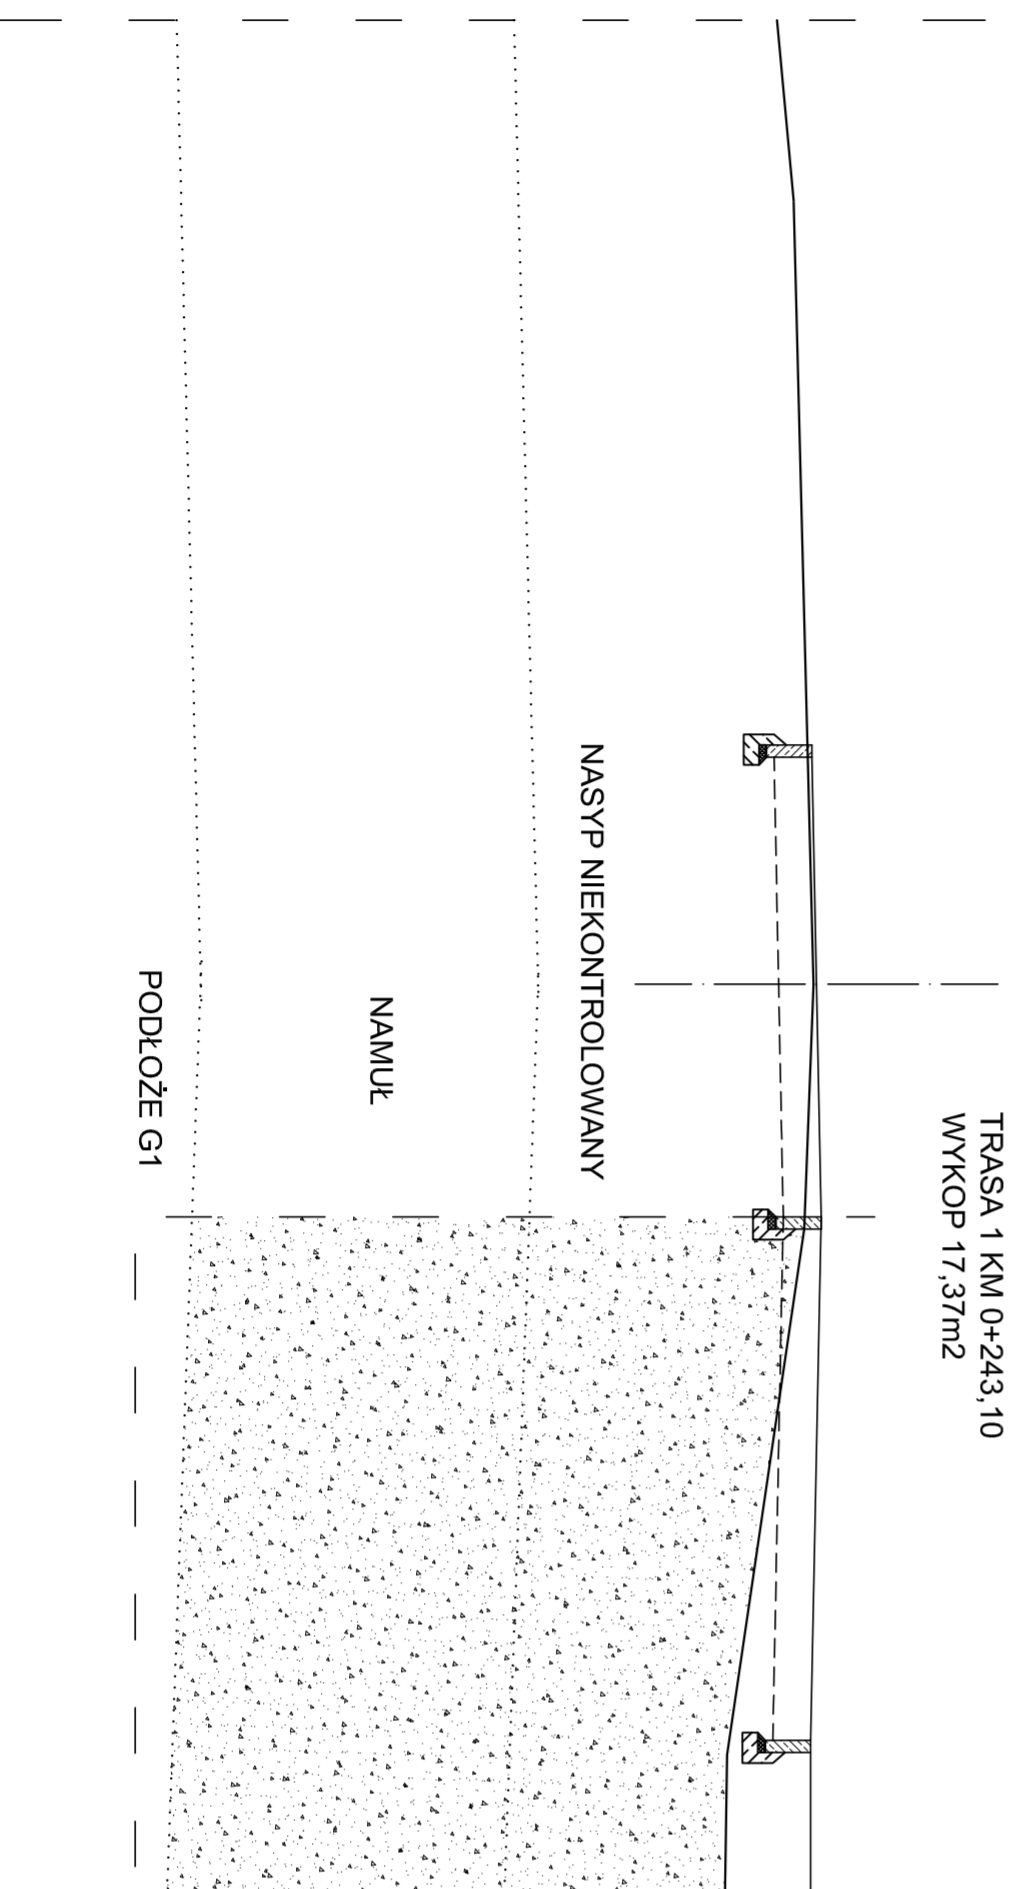 TRASA 1 KM 0+243,10
WYKOP 17,37m2
NASYP NIEKONTROLOWANY
NAMUŁ
PODŁOŻE G1